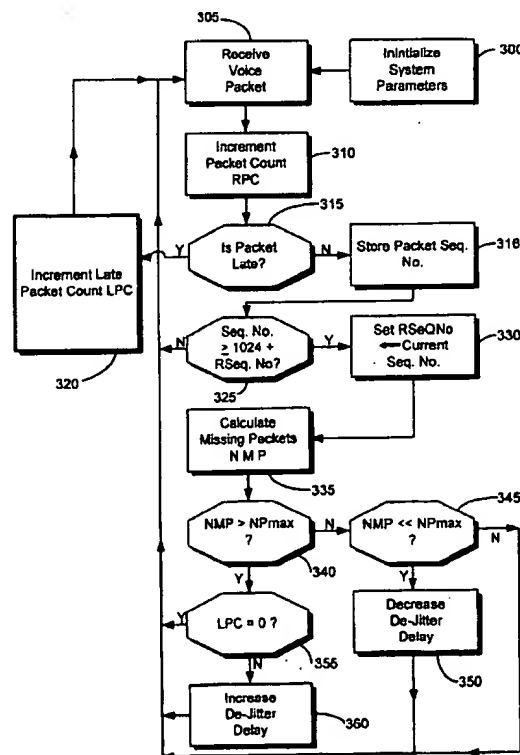 305
300
Receive
Voice
Packet
Inintialize
System
Parameters
Increment
Packet Count
RPC
310
315
Is Packet
Late?
Y
N
Store Packet Seq.
No.
316
Increment Late
Packet Count LPC
320
Seq. No.
≥ 1024 +
RSeq. No?
N
Y
325
Set RSeQNo
← Current
Seq. No.
330
Calculate
Missing Packets
N M P
335
NMP > NPmax
?
N
Y
340
NMP << NPmax
?
345
N
Y
LPC = 0 ?
Y
N
355
Decrease
De-Jitter
Delay
350
Increase
De-Jitter
Delay
360